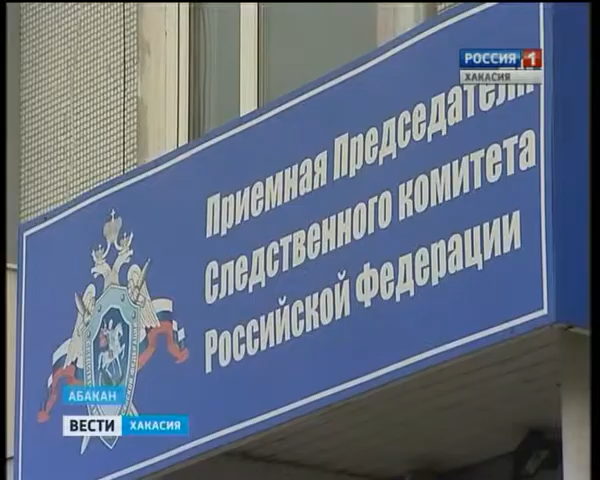 РОССИЯ 1
ХАКАСИЯ
Приемная Председателя
Следственного комитета
Российской Федерации
АБАКАН
ВЕСТИ ХАКАСИЯ